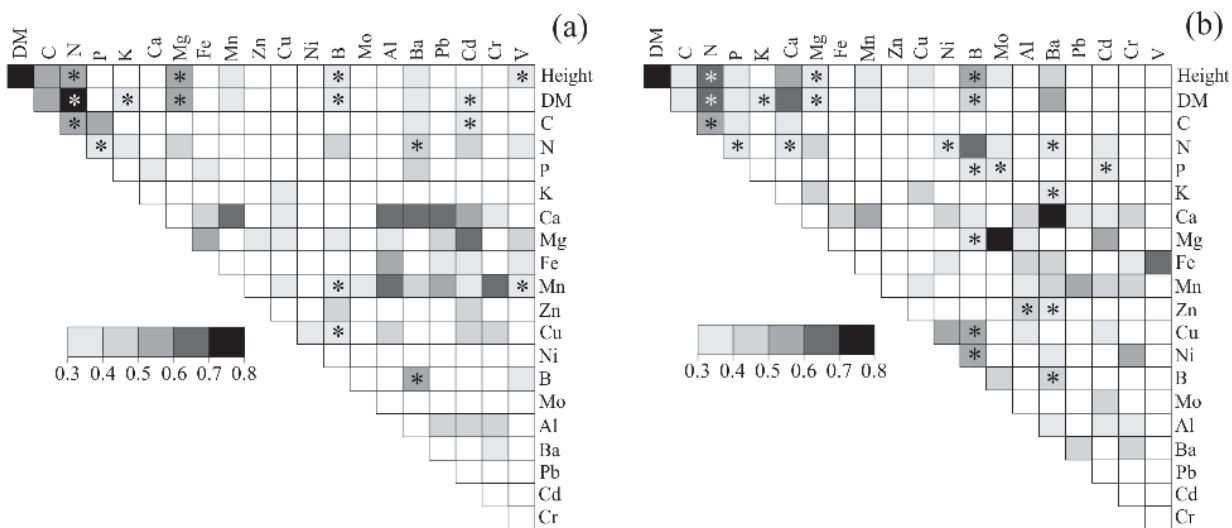 (a)
DM C N P K Ca Mg Fe Mn Zn Cu Ni B Mo Al Ba Pb Cd Cr V
* * * * Height
* * * * * DM
* * C
* * N
P
K
Ca
Mg
Fe
* * Mn
Zn
* Cu
Ni
* B
Mo
Al
Ba
Pb
Cd
Cr
0.3 0.4 0.5 0.6 0.7 0.8
(b)
DM C N P K Ca Mg Fe Mn Zn Cu Ni B Mo Al Ba Pb Cd Cr V
* * * Height
* * * * DM
* C
* * * * N
* * * P
* K
Ca
* Mg
Fe
Mn
* * Zn
* Cu
* Ni
* B
Mo
Al
Ba
Pb
Cd
Cr
0.3 0.4 0.5 0.6 0.7 0.8